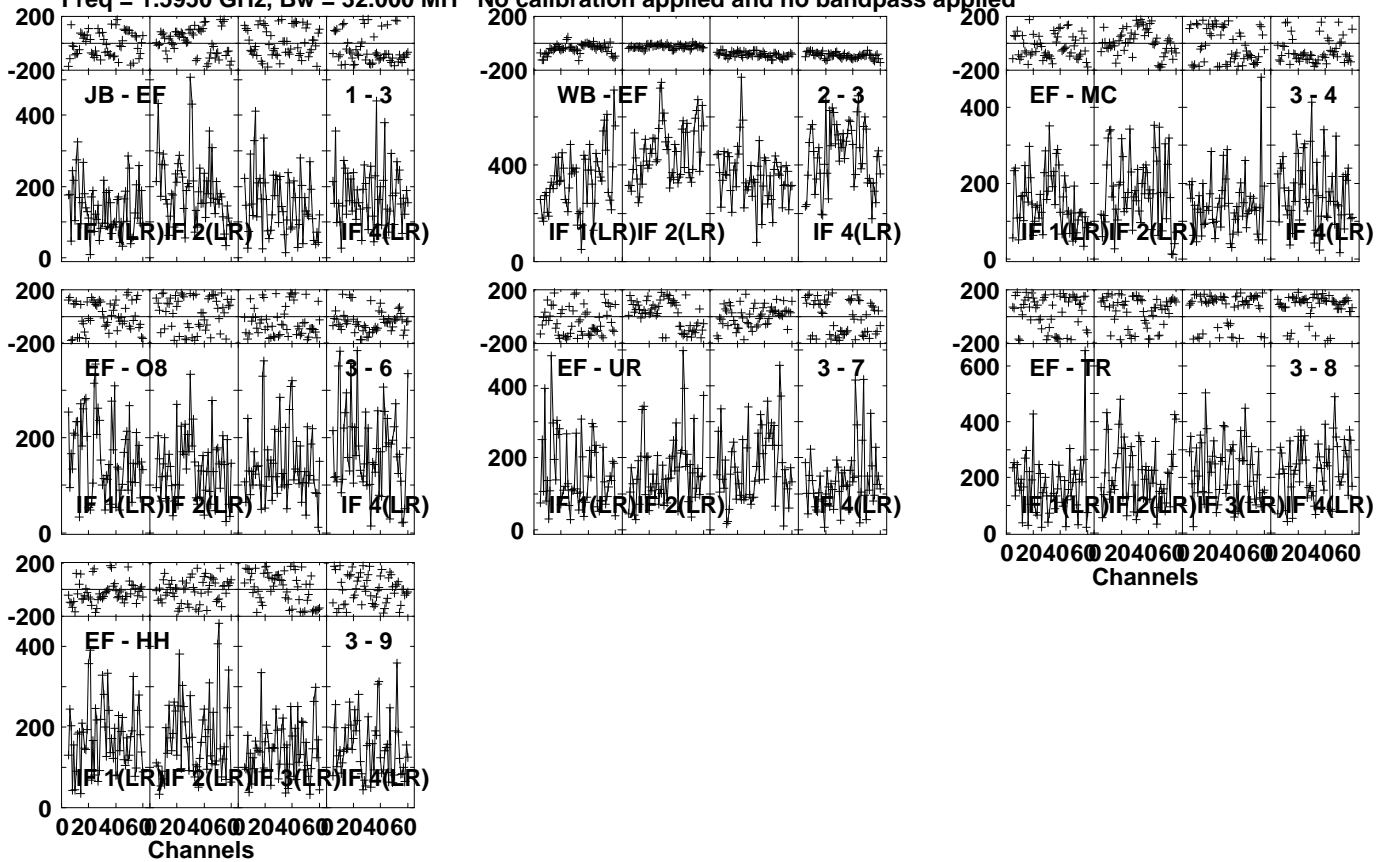 Freq = 1.5950 GHz, Bw = 32.000 MH No calibration applied and no bandpass applied
200
-200
400
200
0
JB - EF 1 - 3
IF 1(LR) IF 2(LR) IF 4(LR)
200
-200
400
0
WB - EF 2 - 3
IF 1(LR) IF 2(LR) IF 4(LR)
200
-200
400
200
0
EF - MC 3 - 4
IF 1(LR) IF 2(LR) IF 4(LR)
200
-200
200
0
EF - O8 3 - 6
IF 1(LR) IF 2(LR) IF 4(LR)
200
-200
400
200
0
EF - UR 3 - 7
IF 1(LR) IF 2(LR) IF 4(LR)
200
-200
600
400
200
0
EF - TR 3 - 8
IF 1(LR) IF 2(LR) IF 3(LR) IF 4(LR)
0 20 40 60 0 20 40 60 0 20 40 60 0 20 40 60
Channels
200
-200
400
200
0
EF - HH 3 - 9
IF 1(LR) IF 2(LR) IF 3(LR) IF 4(LR)
0 20 40 60 0 20 40 60 0 20 40 60 0 20 40 60
Channels